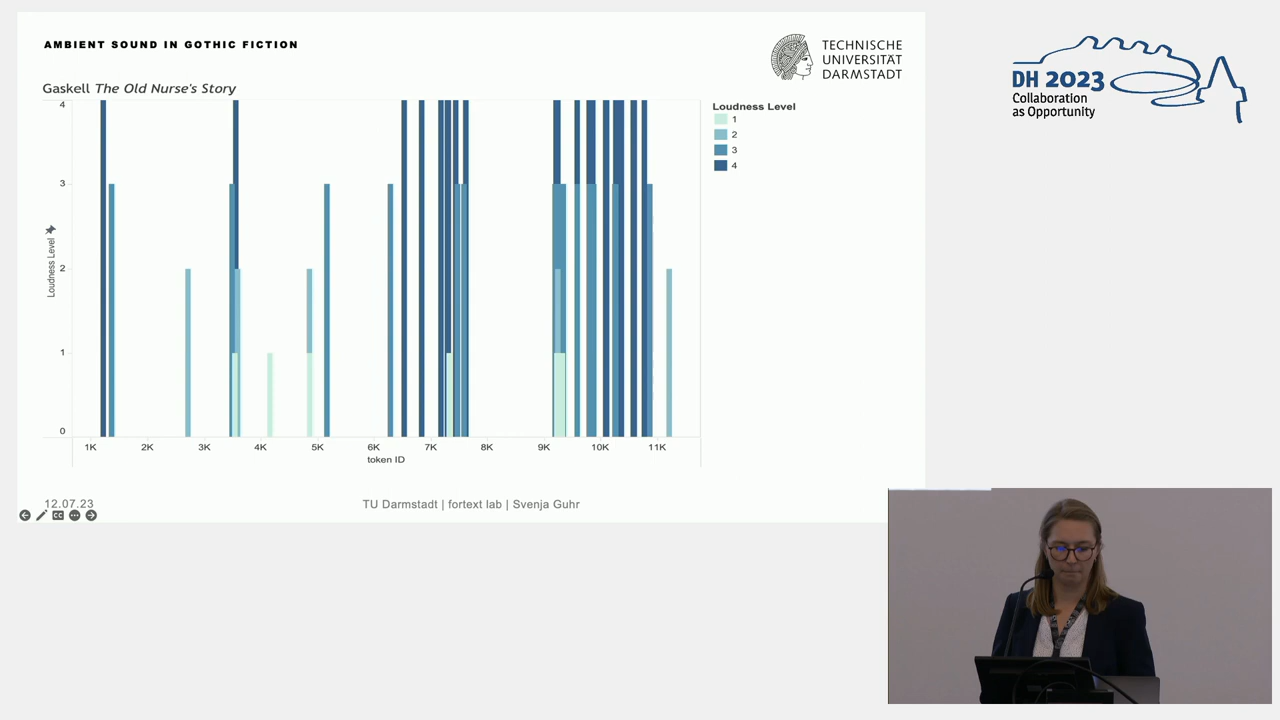 AMBIENT SOUND IN GOTHIC FICTION
TECHNISCHE
UNIVERSITÄT
DARMSTADT
DH 2023
Collaboration
as Opportunity
Gaskell The Old Nurse's Story
Loudness Level
1
2
3
4
4
3
2
1
0
Loudness Level
1K 2K 3K 4K 5K 6K 7K 8K 9K 10K 11K
token ID
12.07.23
TU Darmstadt | fortext lab | Svenja Guhr
CC